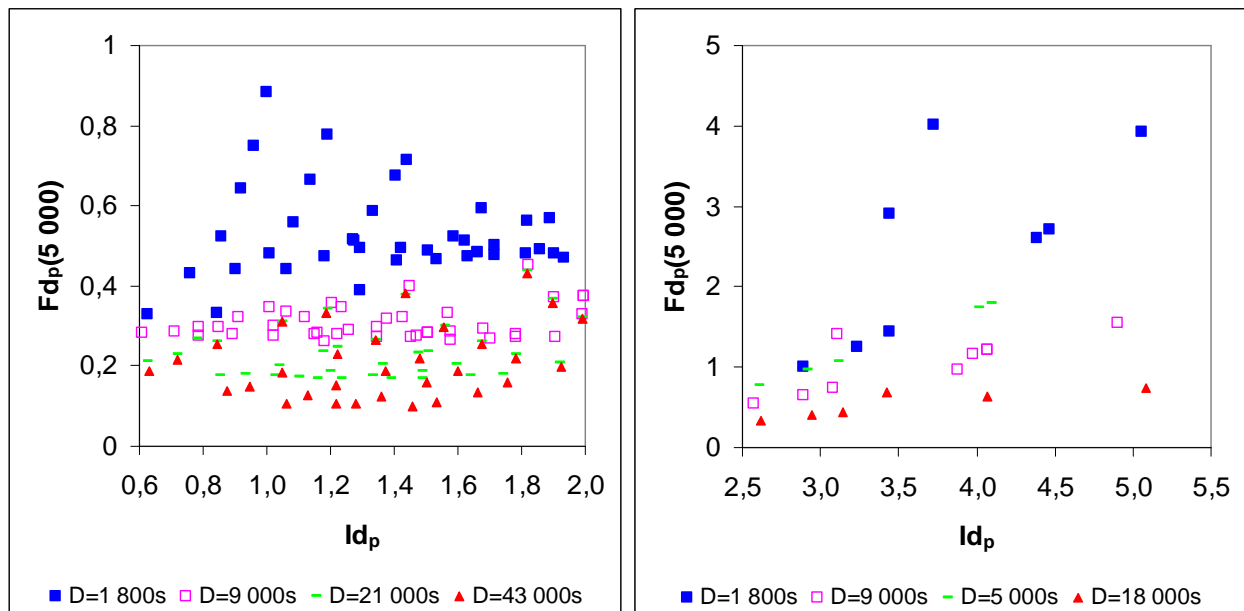 Fdp(5 000)
1
0,8
0,6
0,4
0,2
0
0,6 0,8 1,0 1,2 1,4 1,6 1,8 2,0
Idp
D=1 800s D=9 000s D=21 000s D=43 000s
Fdp(5 000)
5
4
3
2
1
0
2,5 3,0 3,5 4,0 4,5 5,0 5,5
Idp
D=1 800s D=9 000s D=5 000s D=18 000s